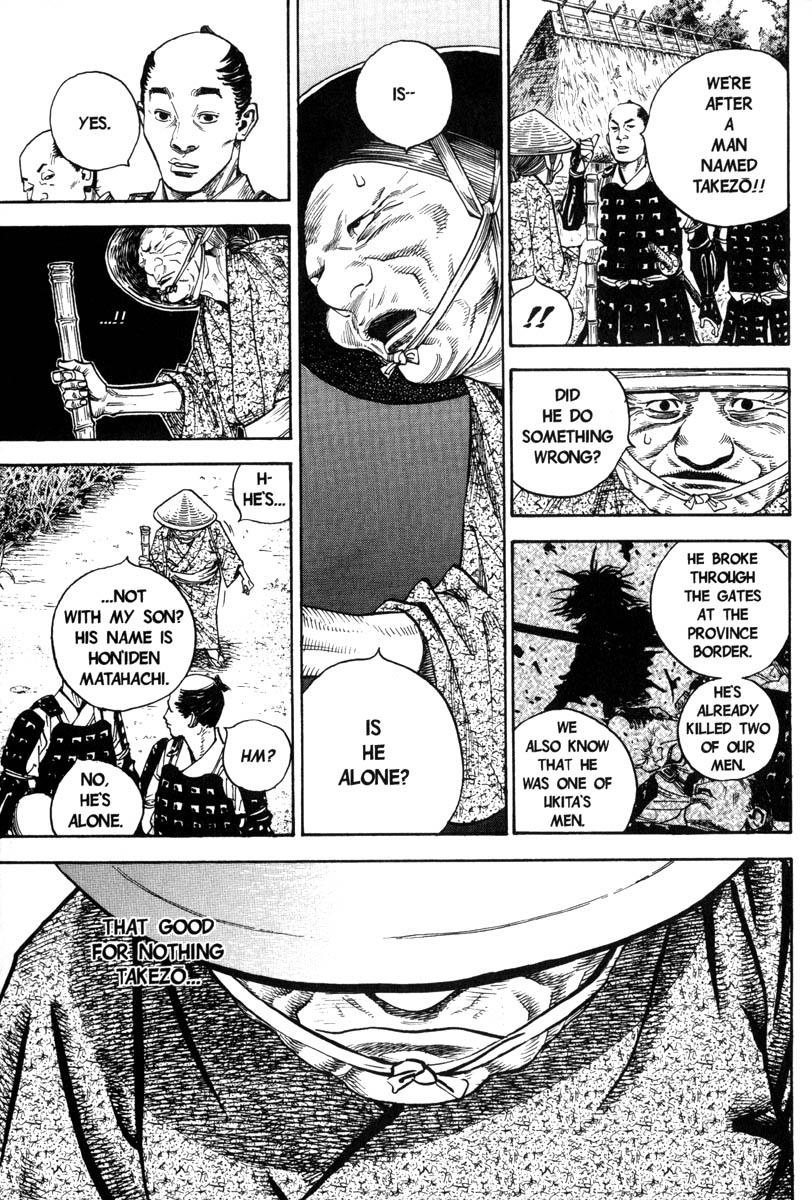 WE'RE
AFTER
A
MAN
NAMED
TAKEZŌ!!
!!
DID
HE DO
SOMETHING
WRONG?
HE BROKE
THROUGH
THE GATES
AT THE
PROVINCE
BORDER.
HE'S
ALREADY
KILLED TWO
OF OUR
MEN.
WE
ALSO KNOW
THAT HE
WAS ONE OF
UKITA'S
MEN.
IS--
IS
HE
ALONE?
YES.
...!!
H-
HE'S...
...NOT
WITH MY SON?
HIS NAME IS
HON'IDEN
MATAHACHI.
HM?
NO,
HE'S
ALONE.
THAT GOOD
FOR NOTHING
TAKEZŌ...